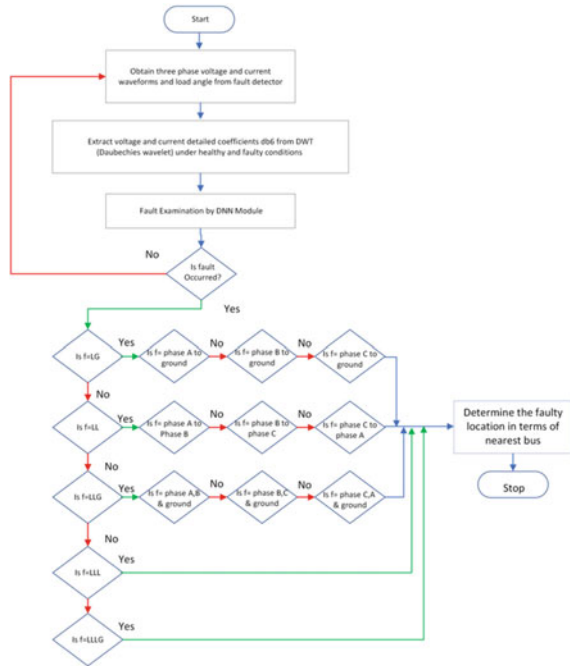 Start
Obtain three phase voltage and current
waveforms and load angle from fault detector
Extract voltage and current detailed coefficients db6 from DWT
(Daubechies wavelet) under healthy and faulty conditions
Fault Examination by DNN Module
No
Is fault
Occurred?
Yes
Is f=LG
Yes
Is f= phase A to
ground
No
Is f= phase B to
ground
No
Is f= phase C to
ground
No
Is f=LL
Yes
Is f= phase A to
Phase B
No
Is f= phase B to
phase C
No
Is f= phase C to
phase A
Determine the faulty
location in terms of
nearest bus
No
Is f=LLG
Yes
Is f= phase A,B
& ground
No
Is f= phase B,C
& ground
No
Is f= phase C,A
& ground
Stop
No
Is f=LLL
Yes
Is f=LLLG
Yes